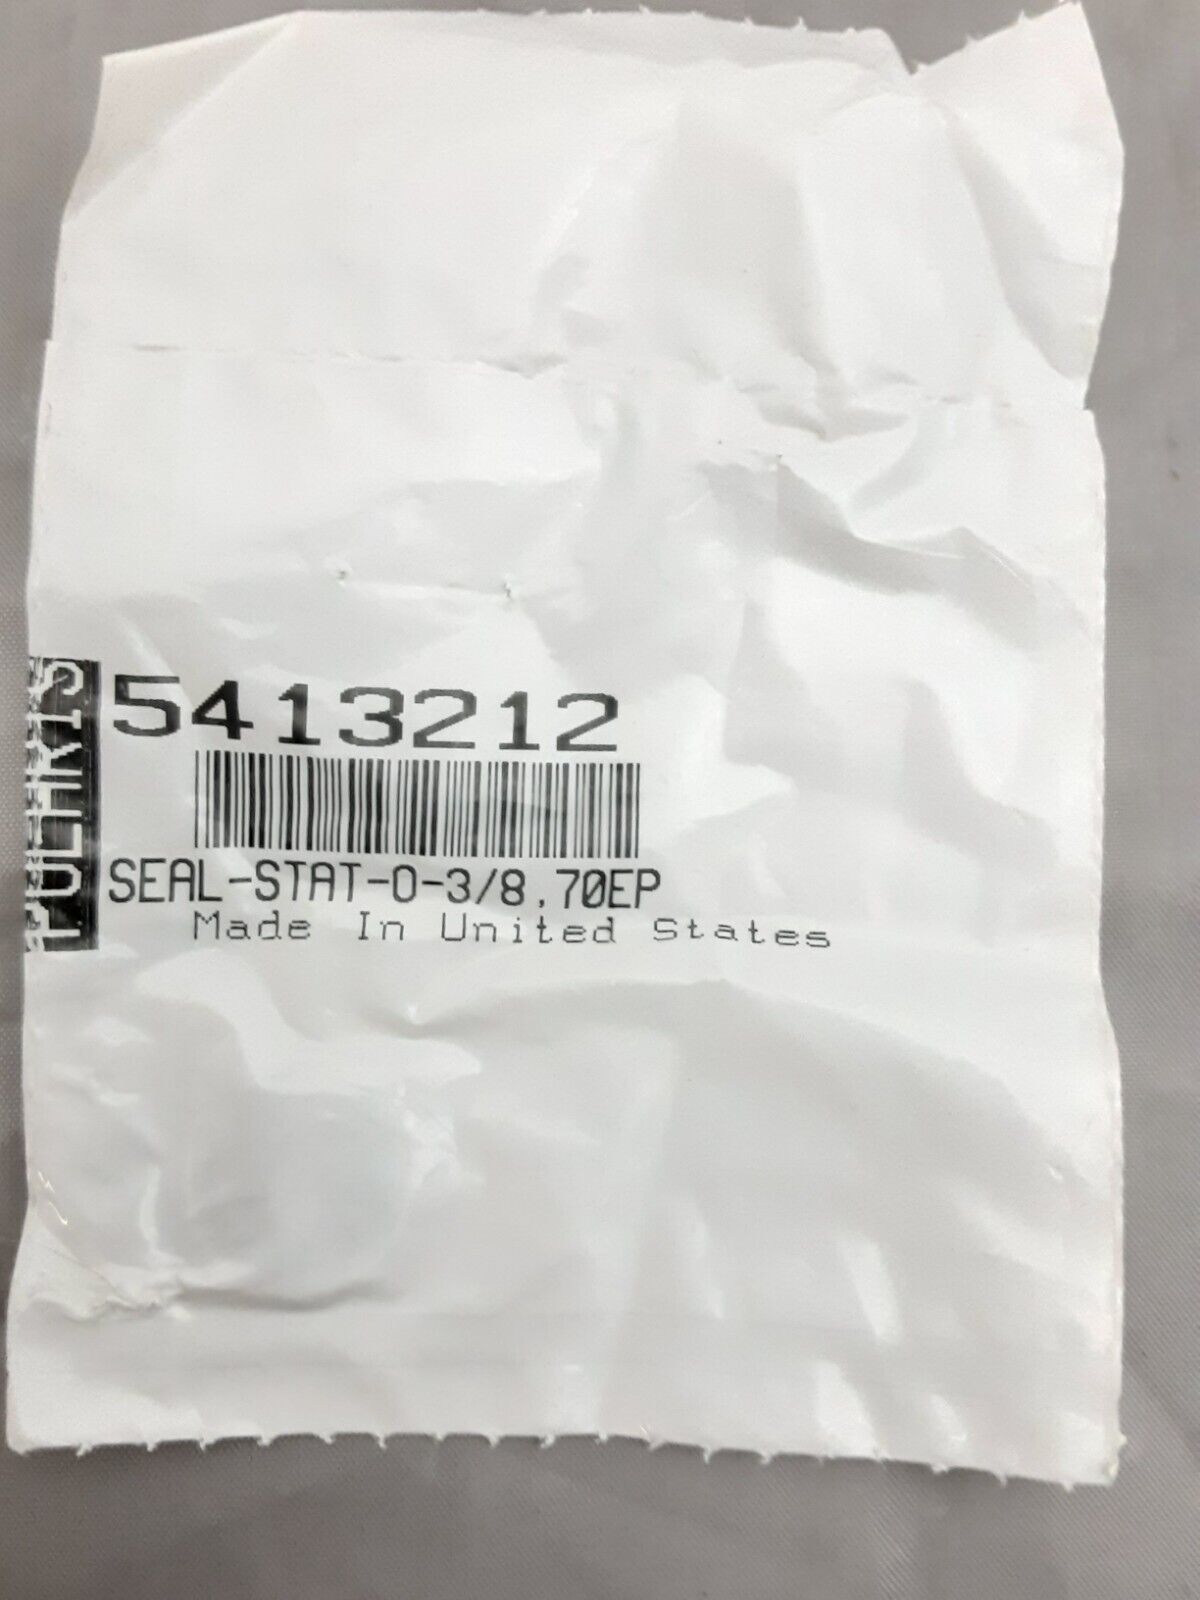 POLARIS
5413212
SEAL-STAT-O-3/8,70EP
Made In United States